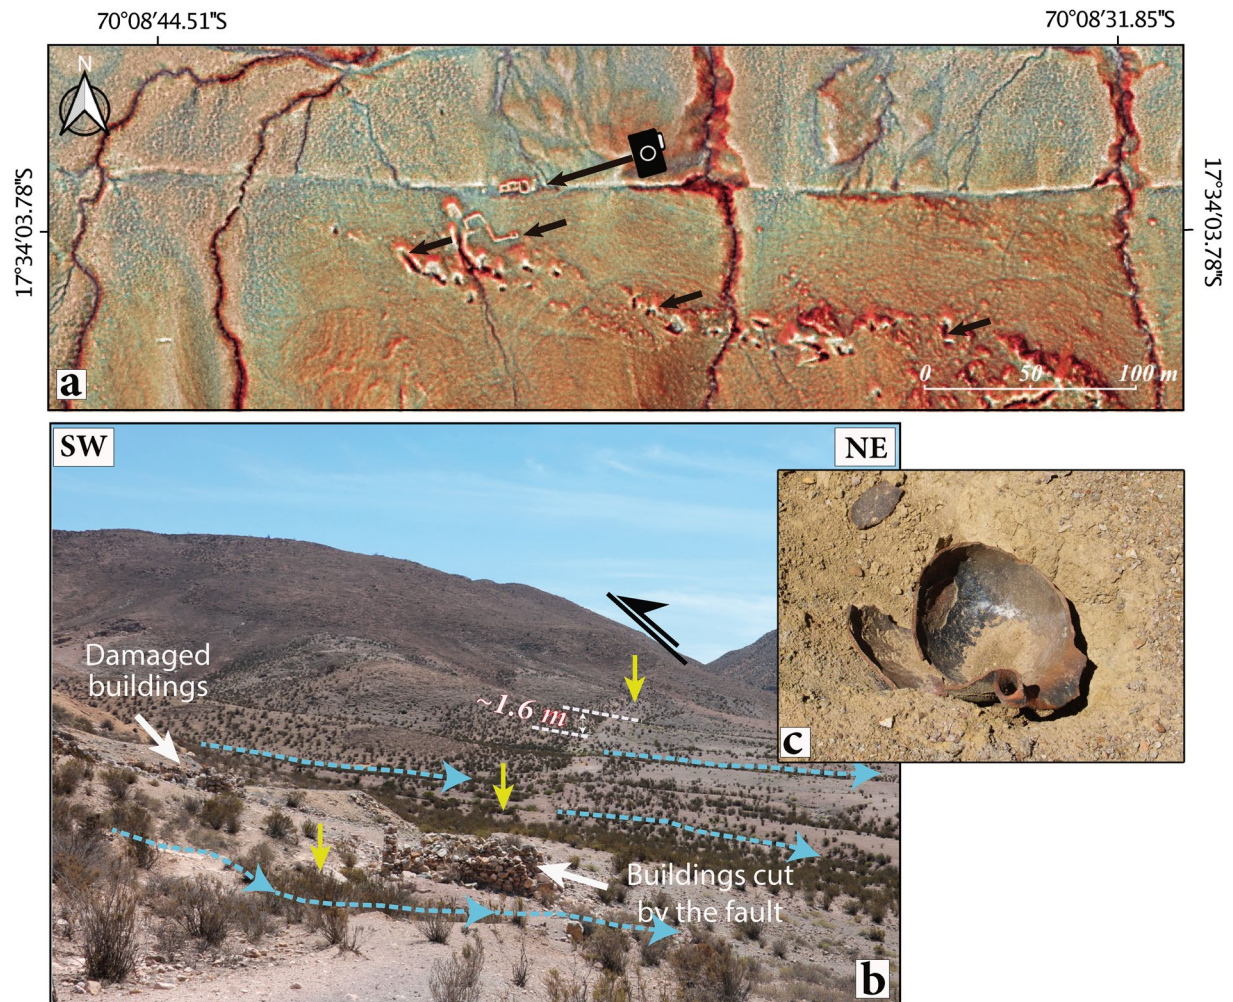 70°08′44.51"S
70°08′31.85"S
N
17°34′03.78"S
17°34′03.78"S
0 50 100 m
a
SW
NE
Damaged
buildings
~1.6 m
Buildings cut
by the fault
b
c